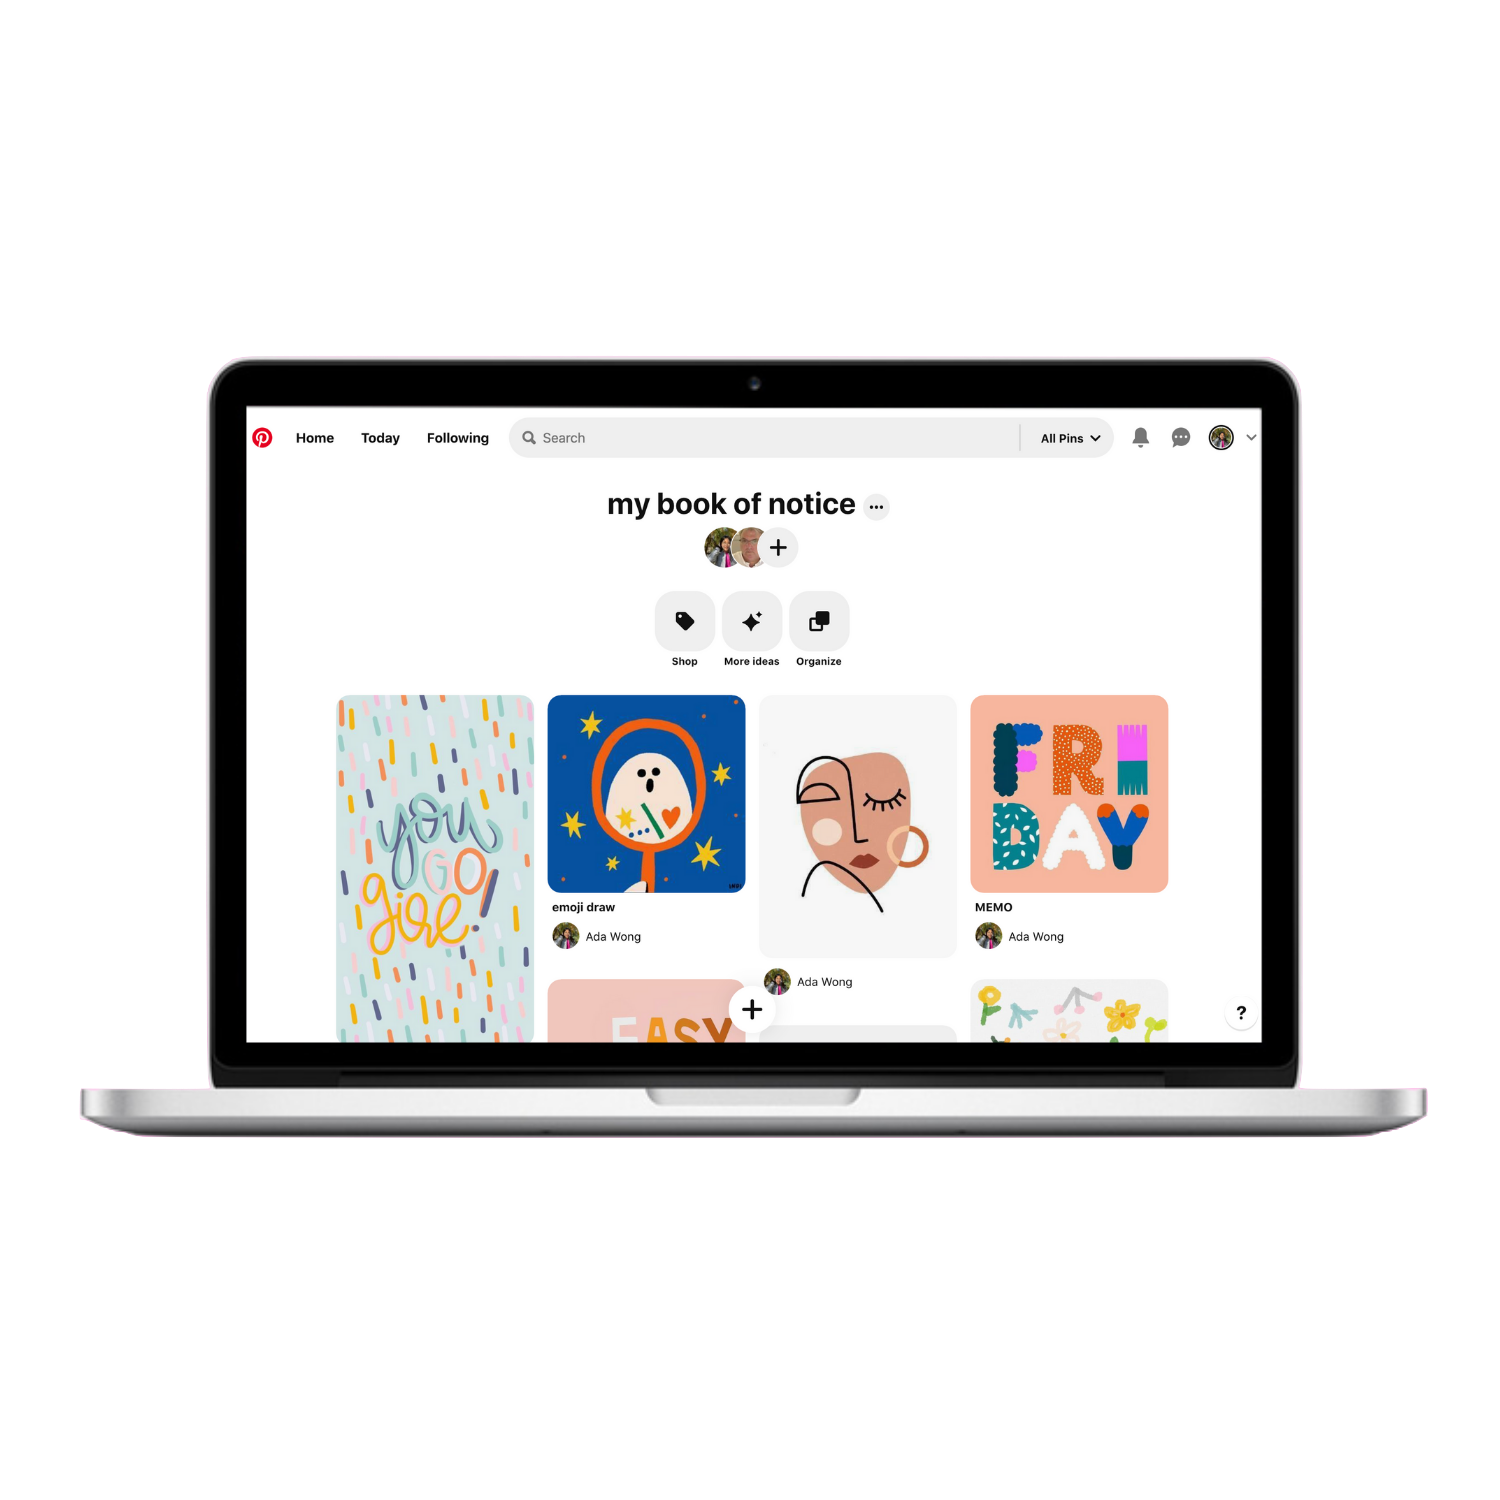 Home Today Following Search All Pins
my book of notice
Shop More ideas Organize
you
GO
girl!
FRI
DAY
emoji draw
Ada Wong
MEMO
Ada Wong
Ada Wong
EASY
?